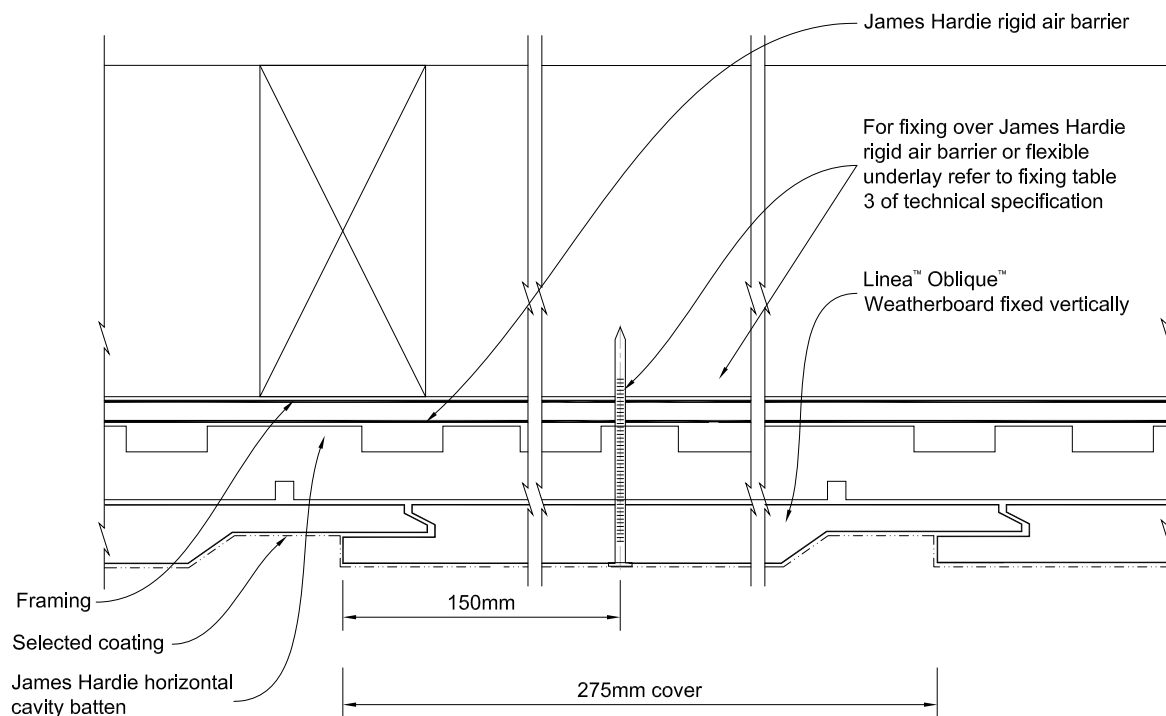 James Hardie rigid air barrier
For fixing over James Hardie
rigid air barrier or flexible
underlay refer to fixing table
3 of technical specification
Linea™ Oblique™
Weatherboard fixed vertically
Framing
150mm
Selected coating
James Hardie horizontal
cavity batten
275mm cover